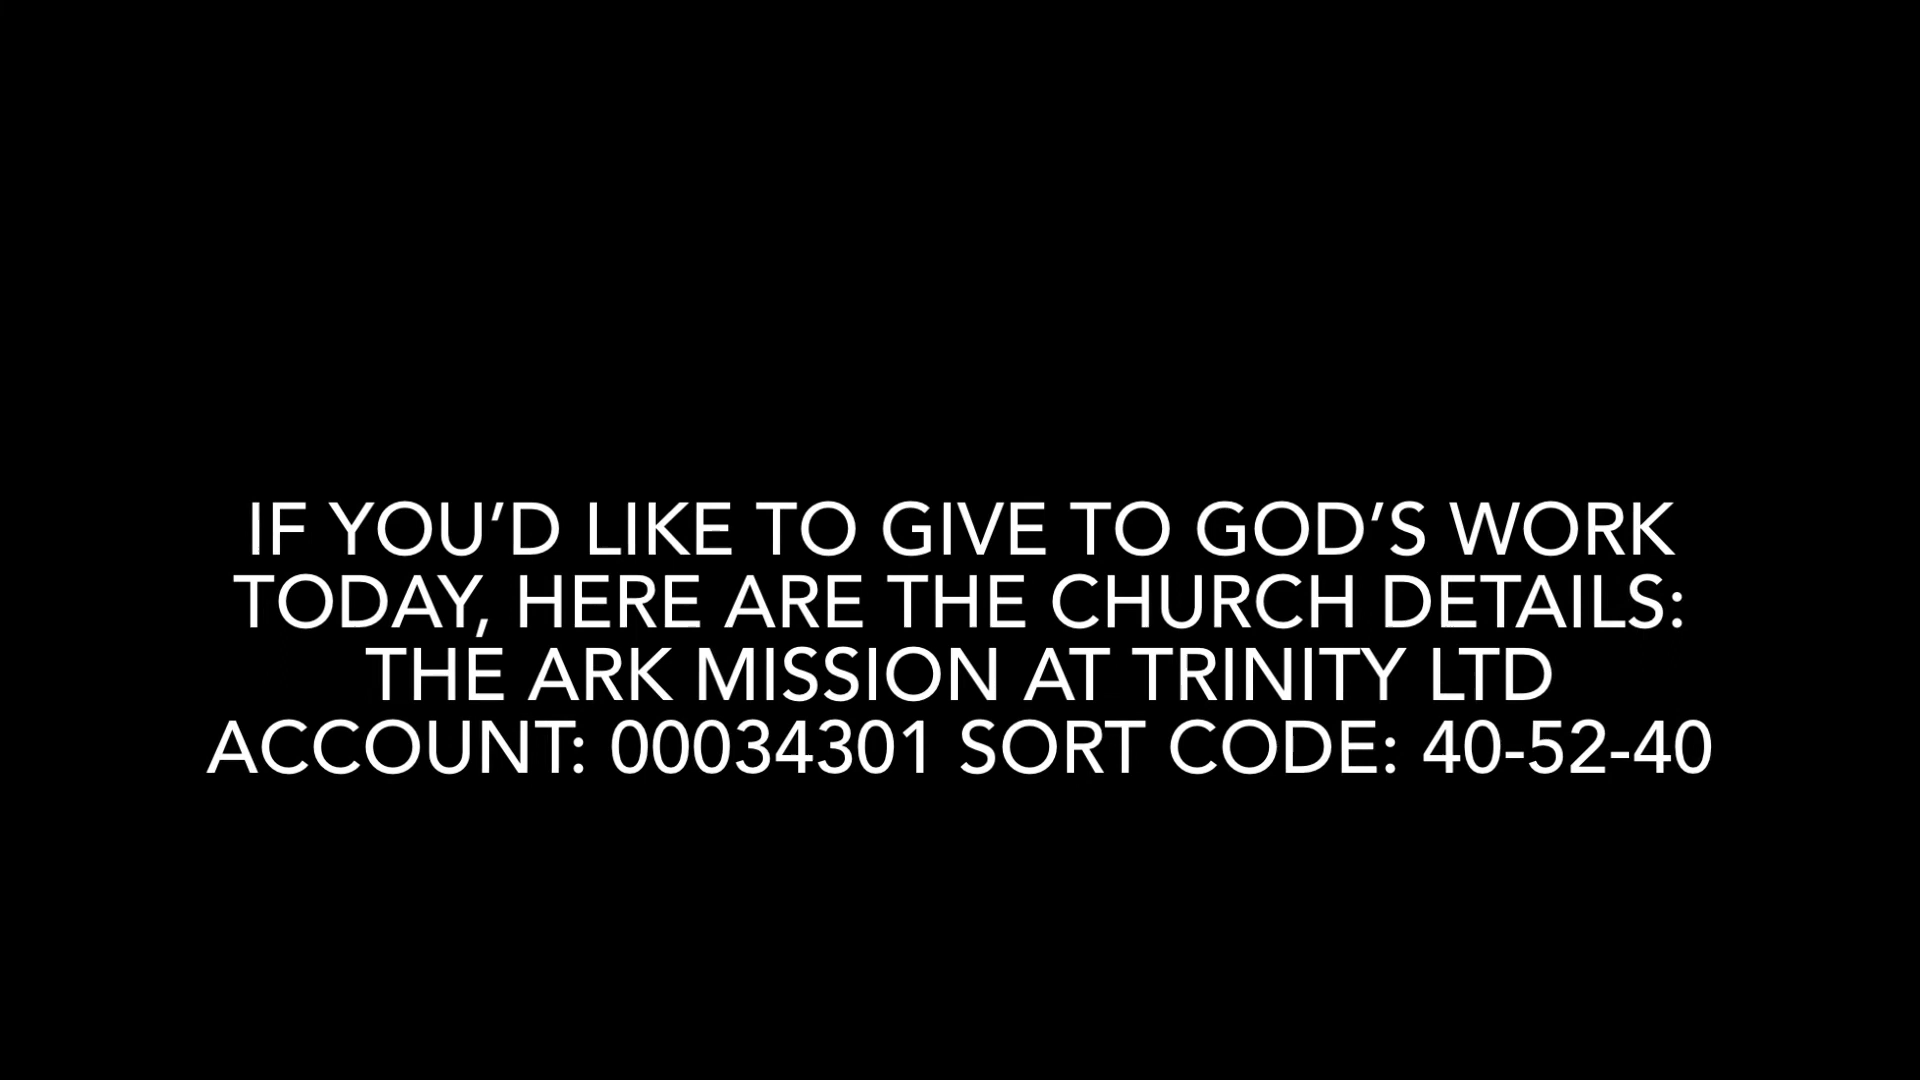 IF YOU’D LIKE TO GIVE TO GOD’S WORK
TODAY, HERE ARE THE CHURCH DETAILS:
THE ARK MISSION AT TRINITY LTD
ACCOUNT: 00034301 SORT CODE: 40-52-40